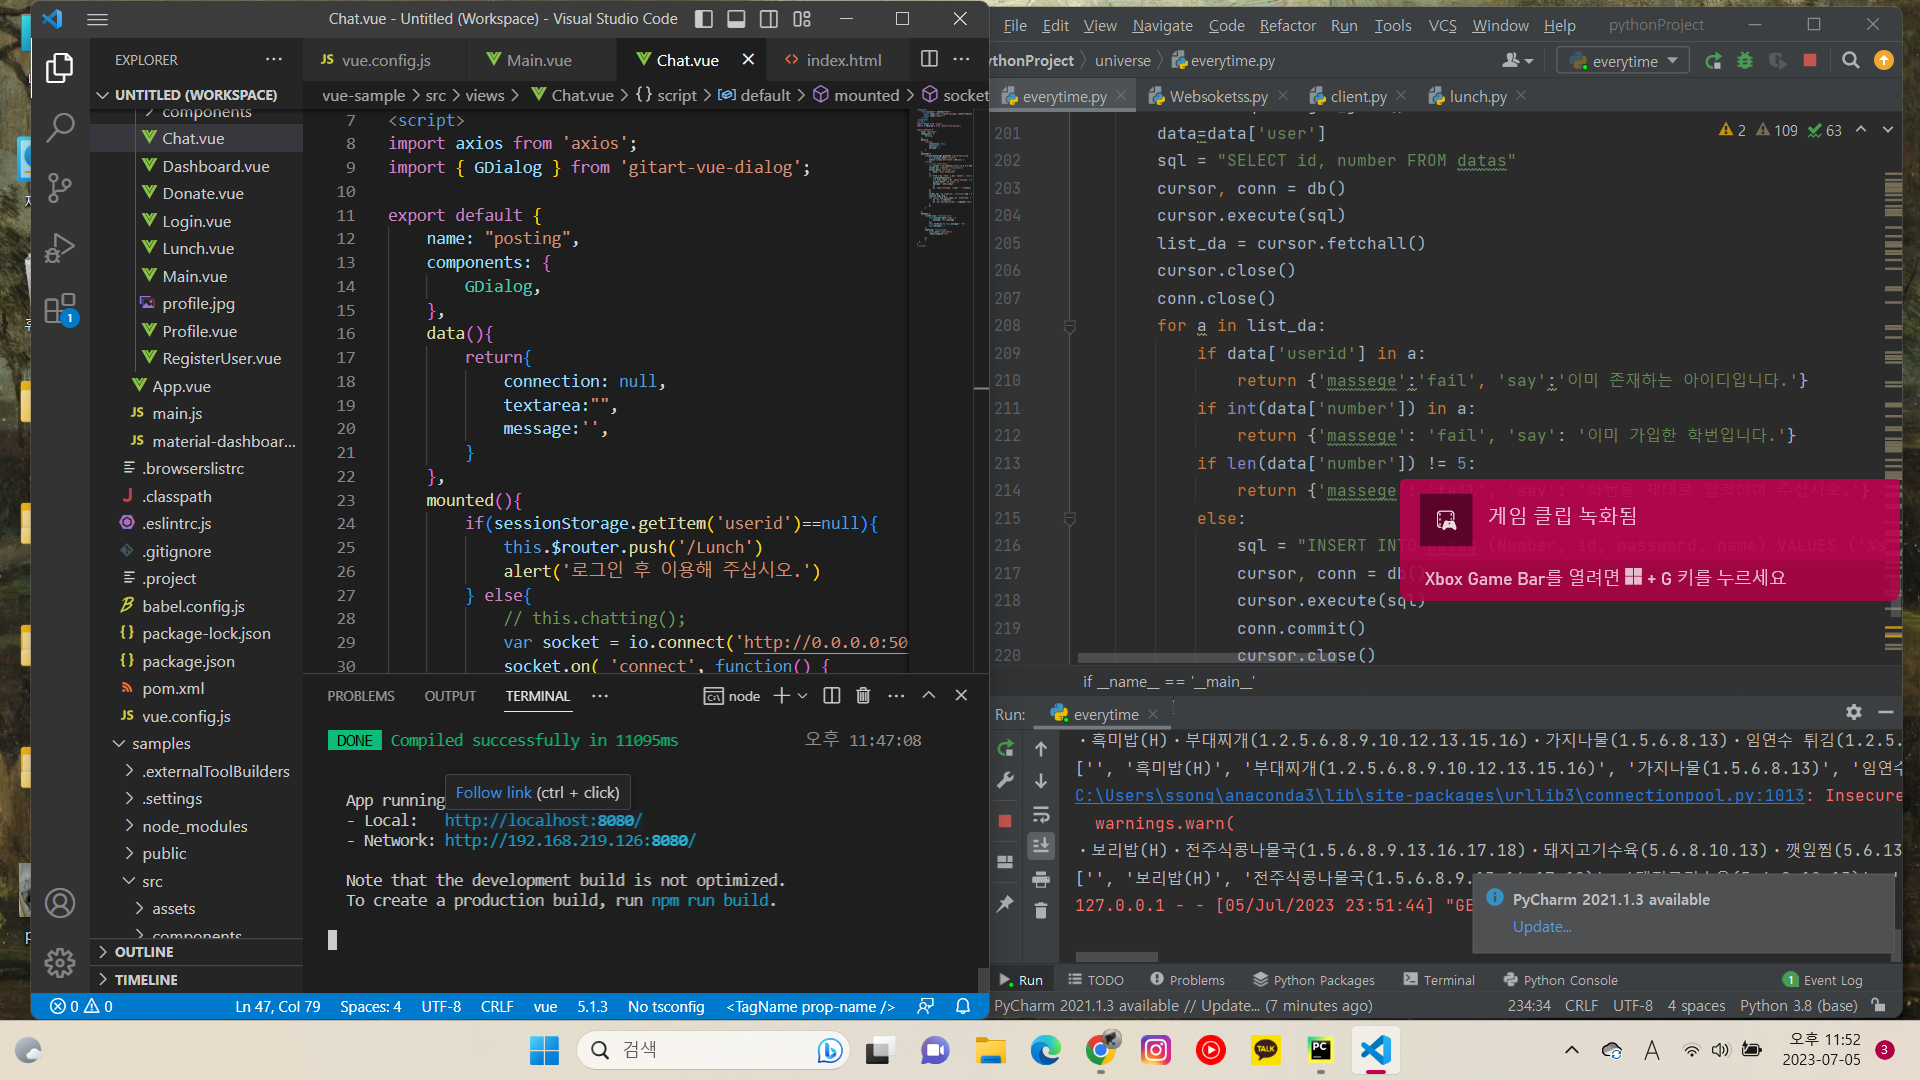 Chat.vue - Untitled (Workspace) - Visual Studio Code
EXPLORER
UNTITLED (WORKSPACE)
components
Chat.vue
Dashboard.vue
Donate.vue
Login.vue
Lunch.vue
Main.vue
profile.jpg
Profile.vue
RegisterUser.vue
App.vue
main.js
material-dashboar...
.browserslistrc
.classpath
.eslintrc.js
.gitignore
.project
babel.config.js
package-lock.json
package.json
pom.xml
vue.config.js
samples
.externalToolBuilders
.settings
node_modules
public
src
assets
components
OUTLINE
TIMELINE
vue.config.js
Main.vue
Chat.vue
index.html
vue-sample > src > views > Chat.vue > {} script > default > mounted > socket
7 <script>
8 import axios from 'axios';
9 import { GDialog } from 'gitart-vue-dialog';
10
11 export default {
12 name: "posting",
13 components: {
14 GDialog,
15 },
16 data(){
17 return{
18 connection: null,
19 textarea:"",
20 message:'',
21 }
22 },
23 mounted(){
24 if(sessionStorage.getItem('userid')==null){
25 this.$router.push('/Lunch')
26 alert('로그인 후 이용해 주십시오.')
27 } else{
28 // this.chatting();
29 var socket = io.connect('http://0.0.0.0:50
30 socket.on( 'connect', function() {
PROBLEMS OUTPUT TERMINAL
node
DONE Compiled successfully in 11095ms 오후 11:47:08
Follow link (ctrl + click)
App running
- Local: http://localhost:8080/
- Network: http://192.168.219.126:8080/
Note that the development build is not optimized.
To create a production build, run npm run build.
0 0
Ln 47, Col 79 Spaces: 4 UTF-8 CRLF vue 5.1.3 No tsconfig <TagName prop-name />
File Edit View Navigate Code Refactor Run Tools VCS Window Help pythonProject
ythonProject universe everytime.py
everytime
everytime.py Websoketss.py client.py lunch.py
2 109 63
201 data=data['user']
202 sql = "SELECT id, number FROM datas"
203 cursor, conn = db()
204 cursor.execute(sql)
205 list_da = cursor.fetchall()
206 cursor.close()
207 conn.close()
208 for a in list_da:
209 if data['userid'] in a:
210 return {'massege':'fail', 'say':'이미 존재하는 아이디입니다.'}
211 if int(data['number']) in a:
212 return {'massege': 'fail', 'say': '이미 가입한 학번입니다.'}
213 if len(data['number']) != 5:
214 return {'massege': 'fail', 'say': '학번을 제대로 입력하여 주십시오.'}
215 else:
216 sql = "INSERT INTO (Number, id, password, name) VALUES ('%s
217 cursor, conn = db()
218 cursor.execute(sql)
219 conn.commit()
220 cursor.close()
if __name__ == '__main__'
게임 클립 녹화됨
Xbox Game Bar를 열려면 + G 키를 누르세요
Run: everytime
・흑미밥(H)・부대찌개(1.2.5.6.8.9.10.12.13.15.16)・가지나물(1.5.6.8.13)・임연수 튀김(1.2.5.
['', '흑미밥(H)', '부대찌개(1.2.5.6.8.9.10.12.13.15.16)', '가지나물(1.5.6.8.13)', '임연수
C:\Users\ssong\anaconda3\lib\site-packages\urllib3\connectionpool.py:1013: Insecure
warnings.warn(
・보리밥(H)・전주식콩나물국(1.5.6.8.9.13.16.17.18)・돼지고기수육(5.6.8.10.13)・깻잎찜(5.6.13
['', '보리밥(H)', '전주식콩나물국(1.5.6.8.9.
127.0.0.1 - - [05/Jul/2023 23:51:44] "GE
PyCharm 2021.1.3 available
Update...
Run TODO Problems Python Packages Terminal Python Console 1 Event Log
PyCharm 2021.1.3 available // Update... (7 minutes ago) 234:34 CRLF UTF-8 4 spaces Python 3.8 (base)
검색
TALK
PC
A
오후 11:52
2023-07-05
3